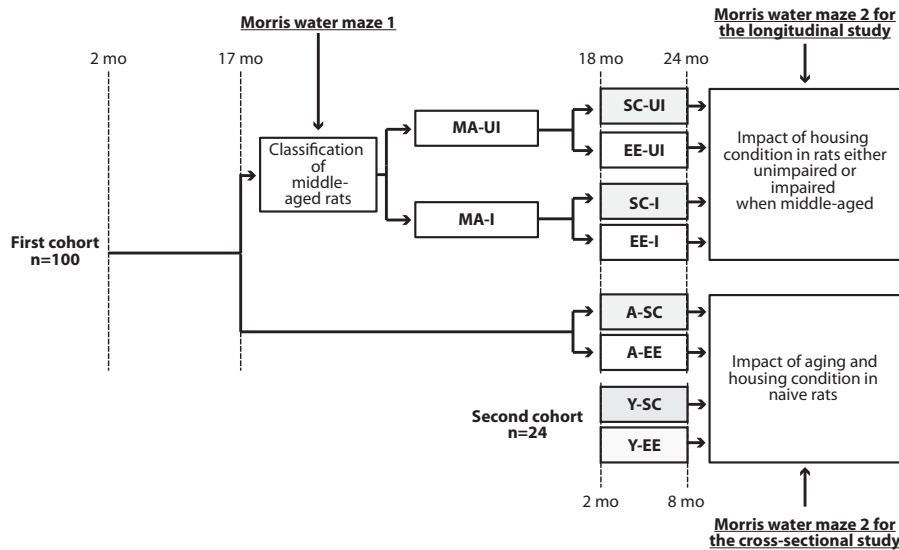 Morris water maze 1
Morris water maze 2 for
the longitudinal study
2 mo
17 mo
18 mo
24 mo
Classification
of
middle-
aged rats
MA-UI
MA-I
SC-UI
EE-UI
SC-I
EE-I
Impact of housing
condition in rats either
unimpaired or
impaired
when middle-aged
First cohort
n=100
A-SC
A-EE
Second cohort
n=24
Y-SC
Y-EE
Impact of aging and
housing condition in
naive rats
2 mo
8 mo
Morris water maze 2 for
the cross-sectional study